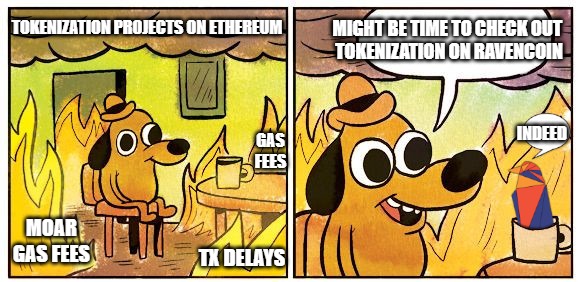 TOKENIZATION PROJECTS ON ETHEREUM
GAS
FEES
MOAR
GAS FEES
TX DELAYS
MIGHT BE TIME TO CHECK OUT
TOKENIZATION ON RAVENCOIN
INDEED